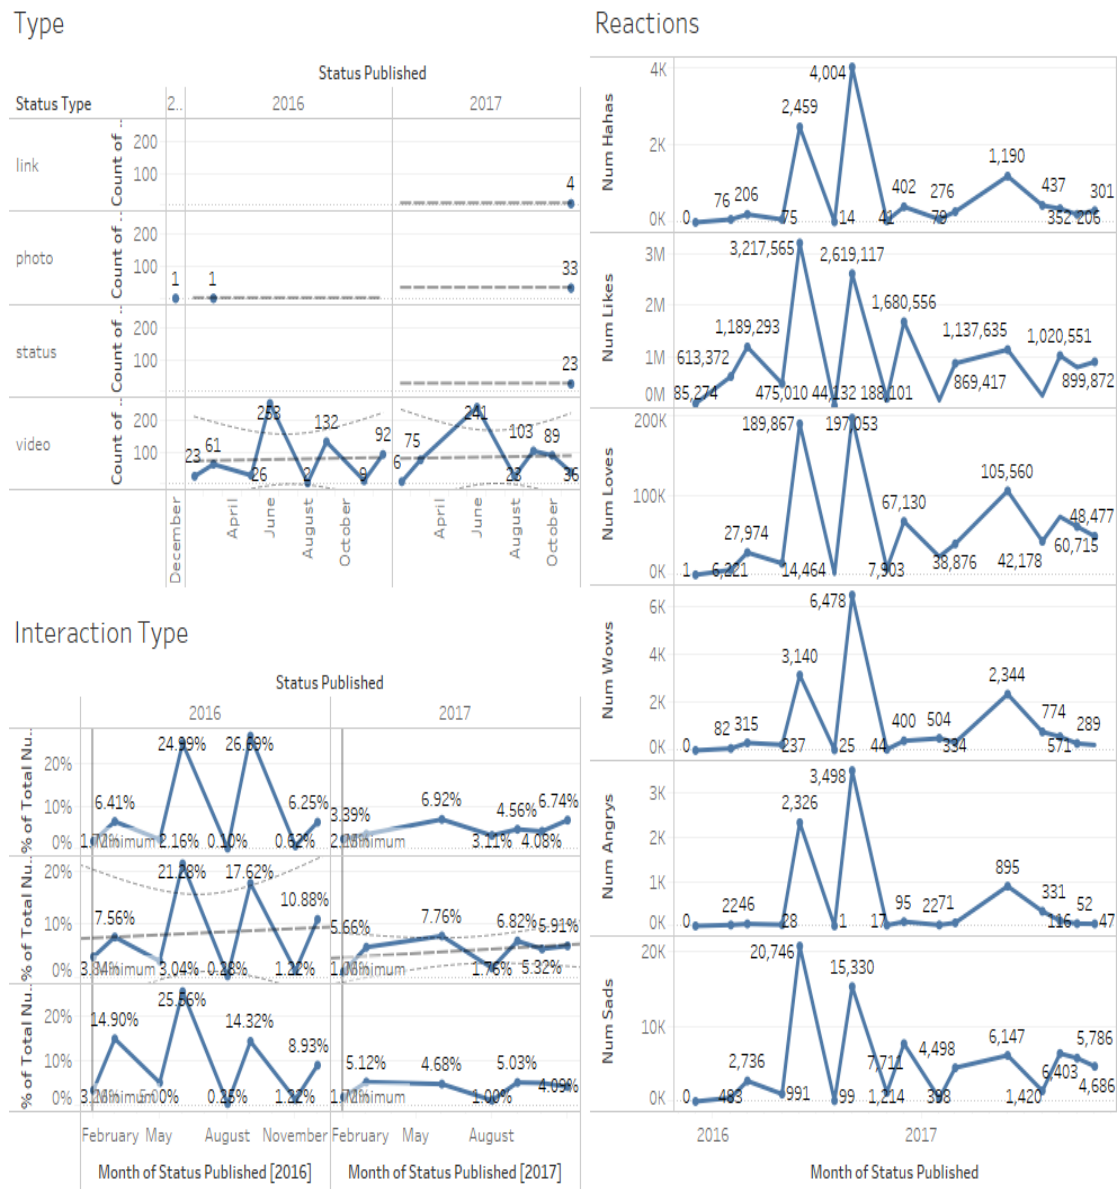 Type
Status Published
Status Type
2..
2016
2017
link
Count of ..
200
100
4
photo
Count of ..
200
100
1
1
33
status
Count of ..
200
100
23
video
Count of ..
200
100
23
61
26
253
2
132
9
92
6
75
241
23
103
89
36
December
April
June
August
October
April
June
August
October
Interaction Type
Status Published
2016
2017
% of Total Nu..
20%
10%
0%
6.41%
2.16%
24.99%
0.10%
0.62%
6.25%
3.39%
6.92%
3.11%
4.56%
4.08%
6.74%
% of Total Nu..
20%
10%
0%
7.56%
3.04%
21.28%
0.28%
17.62%
1.22%
10.88%
5.66%
7.76%
1.76%
6.82%
5.32%
5.91%
% of Total Nu..
20%
10%
0%
14.90%
25.56%
0.25%
14.32%
1.22%
8.93%
5.12%
4.68%
1.00%
5.03%
4.09%
February
May
August
November
February
May
August
Month of Status Published [2016]
Month of Status Published [2017]
Reactions
Num Hahas
4K
2K
0K
0
76
206
75
2,459
14
4,004
41
402
79
276
1,190
437
352
206
301
Num Likes
3M
2M
1M
0M
85,274
613,372
1,189,293
475,010
3,217,565
44,132
2,619,117
188,101
1,680,556
869,417
1,137,635
1,020,551
899,872
Num Loves
200K
100K
0K
1
6,221
27,974
14,464
189,867
197,053
7,903
67,130
38,876
105,560
42,178
60,715
48,477
Num Wows
6K
4K
2K
0K
0
82
315
237
3,140
25
6,478
44
400
504
334
2,344
774
571
289
Num Angrys
3K
2K
1K
0K
0
2246
28
2,326
1
3,498
17
95
2271
895
331
116
52
47
Num Sads
20K
10K
0K
0
483
2,736
991
20,746
99
15,330
1,214
7,711
398
4,498
6,147
1,420
6,403
5,786
4,686
2016
2017
Month of Status Published